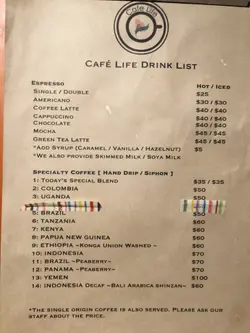 Cafe Life
Café Life Drink List
Espresso Hot / Iced
Single / Double $25
Americano $30 / $30
Coffee Latte $40 / $40
Cappuccino $40 / $40
Chocolate $40 / $40
Mocha $45 / $45
Green Tea Latte $45 / $45
*Add Syrup (Caramel / Vanilla / Hazelnut) $5
*We also provide Skimmed Milk / Soya Milk
Specialty Coffee [ Hand Drip / Siphon ]
1: Today's Special Blend $35 / $35
2: Colombia $50
3: Uganda $50
5: Brazil $50
6: Tanzania $60
7: Kenya $60
8: Papua New Guinea $60
9: Ethiopia ~Konga Union Washed~ $60
10: Indonesia $70
11: Brazil ~Peaberry~ $70
12: Panama ~Peaberry~ $70
13: Yemen $100
14: Indonesia Decaf ~Bali Arabica Shinzan~ $60
*The single origin coffee is also served. Please ask our
staff about the price.